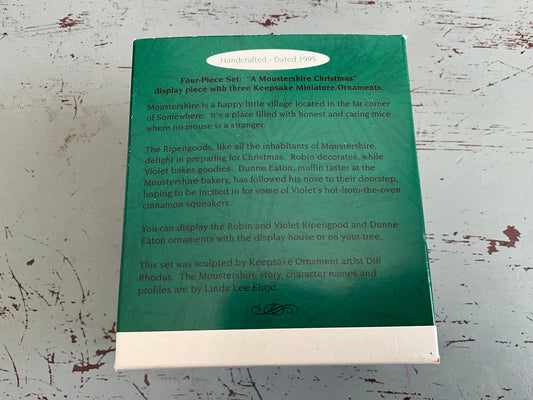 Handcrafted - Dated 1995
Four-Piece Set: "A Moustershire Christmas"
display piece with three Keepsake Miniature Ornaments.
Moustershire is a happy little village located in the far corner
of Somewhere. It's a place filled with honest and caring mice
where no mouse is a stranger.
The Ripengoods, like all the inhabitants of Moustershire,
delight in preparing for Christmas. Robin decorates, while
Violet bakes goodies. Dunne Eaton, muffin taster at the
Moustershire bakery, has followed his nose to their doorstep,
hoping to be incited in for some of Violet's hot-from-the-oven
cinnamon squeakers.
You can display the Robin and Violet Ripengood and Dunne
Eaton ornaments with the display house or on your tree.
This set was sculpted by Keepsake Ornament artist Dill
Rhodus. The Moustershire story, character names and
profiles are by Linda Lee Elrod.